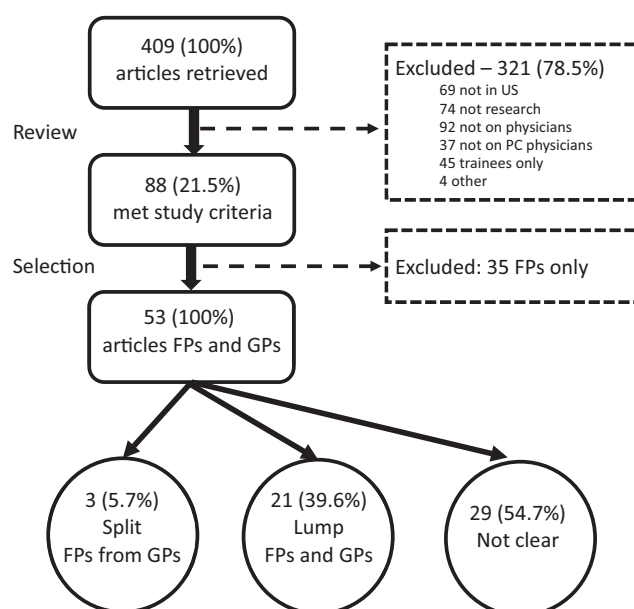 409 (100%)
articles retrieved
Excluded – 321 (78.5%)
69 not in US
74 not research
92 not on physicians
37 not on PC physicians
45 trainees only
4 other
Review
88 (21.5%)
met study criteria
Selection
Excluded: 35 FPs only
53 (100%)
articles FPs and GPs
3 (5.7%)
Split
FPs from GPs
21 (39.6%)
Lump
FPs and GPs
29 (54.7%)
Not clear